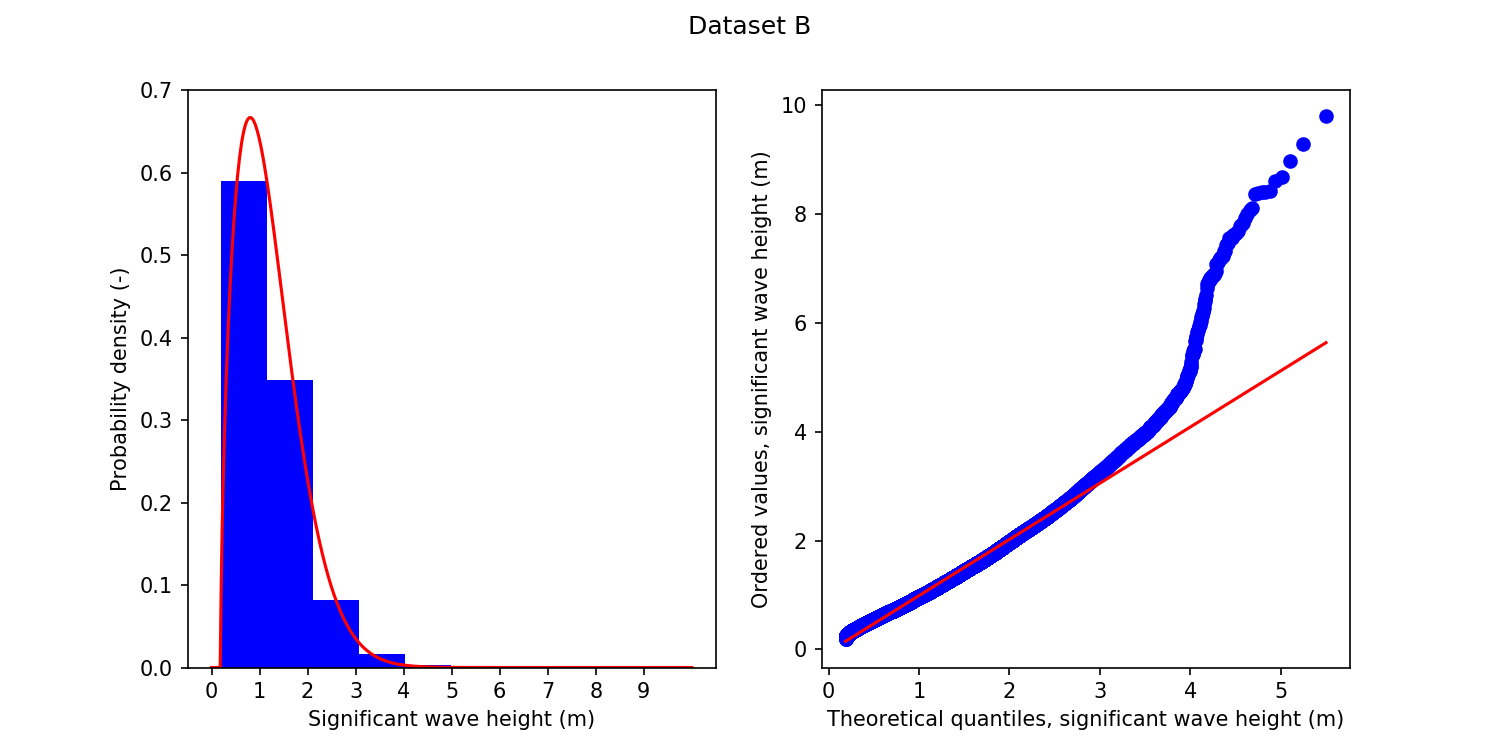 Dataset B
0.7
0.6
0.5
0.4
0.3
0.2
0.1
0.0
Probability density (-)
0 1 2 3 4 5 6 7 8 9
Significant wave height (m)
10
8
6
4
2
0
Ordered values, significant wave height (m)
0 1 2 3 4 5
Theoretical quantiles, significant wave height (m)